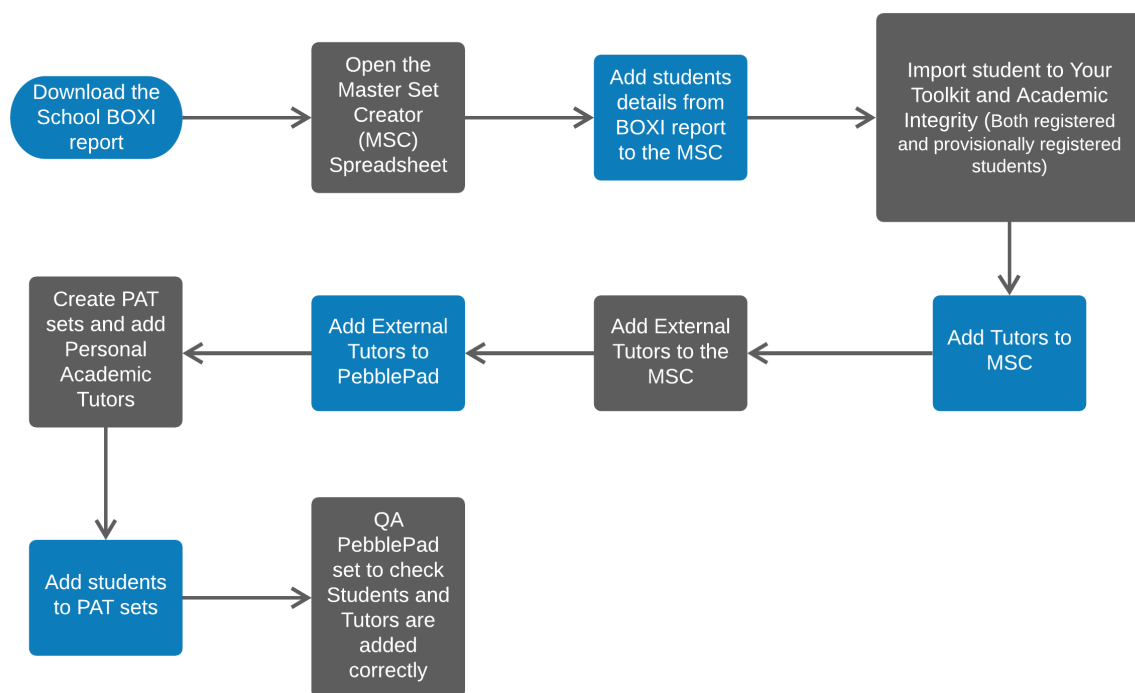 Download the
School BOXI
report
Open the
Master Set
Creator
(MSC)
Spreadsheet
Add students
details from
BOXI report
to the MSC
Import student to Your
Toolkit and Academic
Integrity (Both registered
and provisionally registered
students)
Add Tutors to
MSC
Add External
Tutors to the
MSC
Add External
Tutors to
PebblePad
Create PAT
sets and add
Personal
Academic
Tutors
Add students
to PAT sets
QA
PebblePad
set to check
Students and
Tutors are
added
correctly